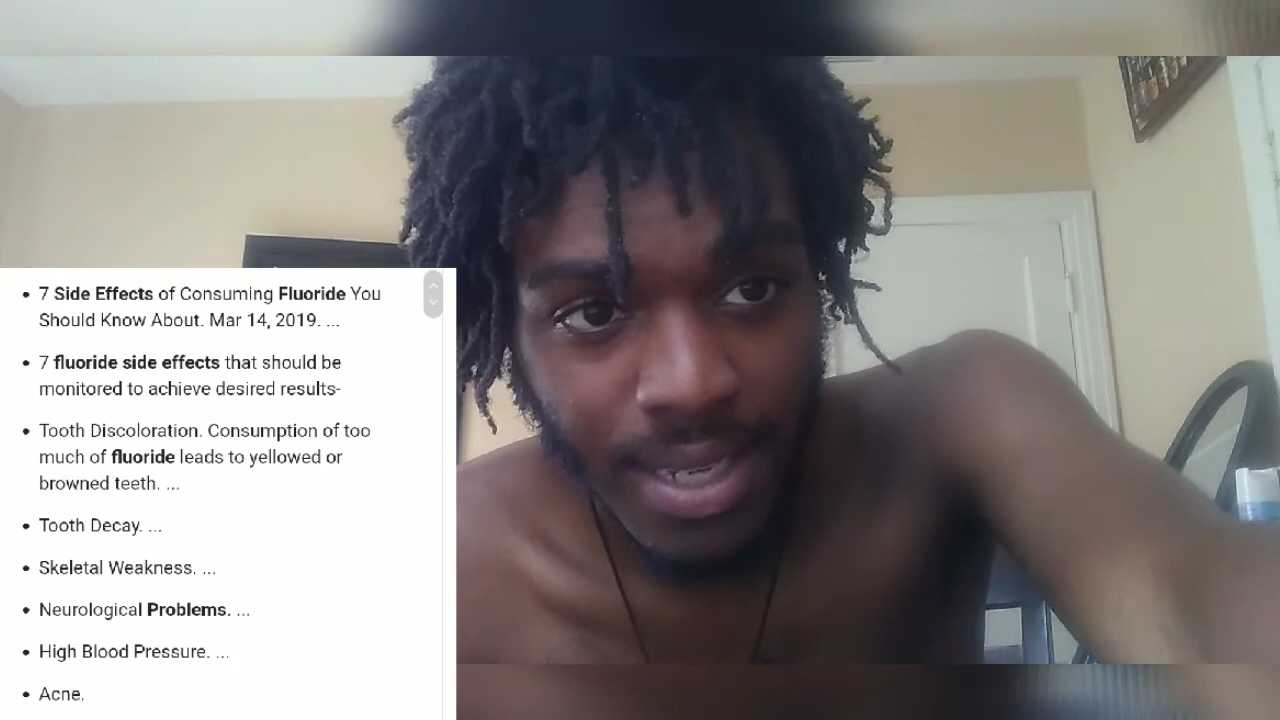 7 Side Effects of Consuming Fluoride You
Should Know About. Mar 14, 2019. ...
7 fluoride side effects that should be
monitored to achieve desired results-
Tooth Discoloration. Consumption of too
much of fluoride leads to yellowed or
browned teeth. ...
Tooth Decay. ...
Skeletal Weakness. ...
Neurological Problems. ...
High Blood Pressure. ...
Acne.